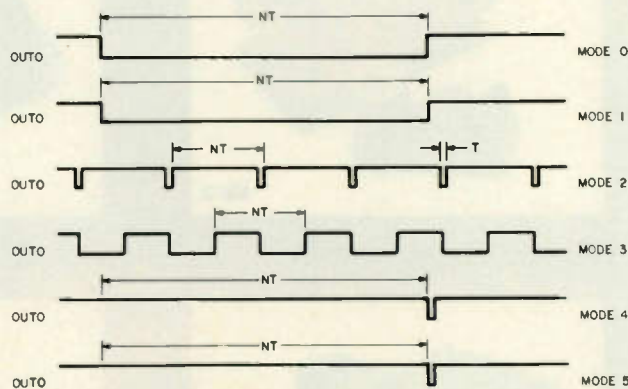 NT
OUTO MODE 0
NT
OUTO MODE 1
NT T
OUTO MODE 2
NT
OUTO MODE 3
NT
OUTO MODE 4
NT
OUTO MODE 5